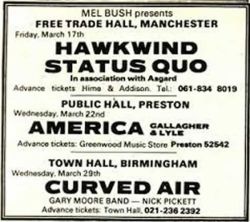 MEL BUSH presents
FREE TRADE HALL, MANCHESTER
Friday, March 17th
HAWKWIND
STATUS QUO
In association with Asgard
Advance tickets Hime & Addison. Tel.: 061-834 8019
PUBLIC HALL, PRESTON
Wednesday, March 22nd
AMERICA GALLAGHER & LYLE
Advance tickets: Greenwood Music Store Preston 52542
TOWN HALL, BIRMINGHAM
Wednesday, March 29th
CURVED AIR
GARY MOORE BAND — NICK PICKETT
Advance tickets: Town Hall, 021-236 2392